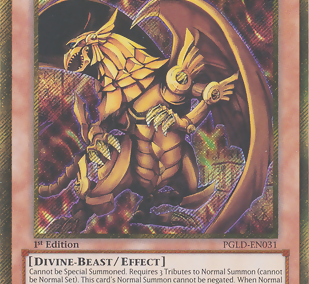 1st Edition
PGLD-EN031
[DIVINE-BEAST/EFFECT]
Cannot be Special Summoned. Requires 3 Tributes to Normal Summon (cannot
be Normal Set). This card's Normal Summon cannot be negated. When Normal